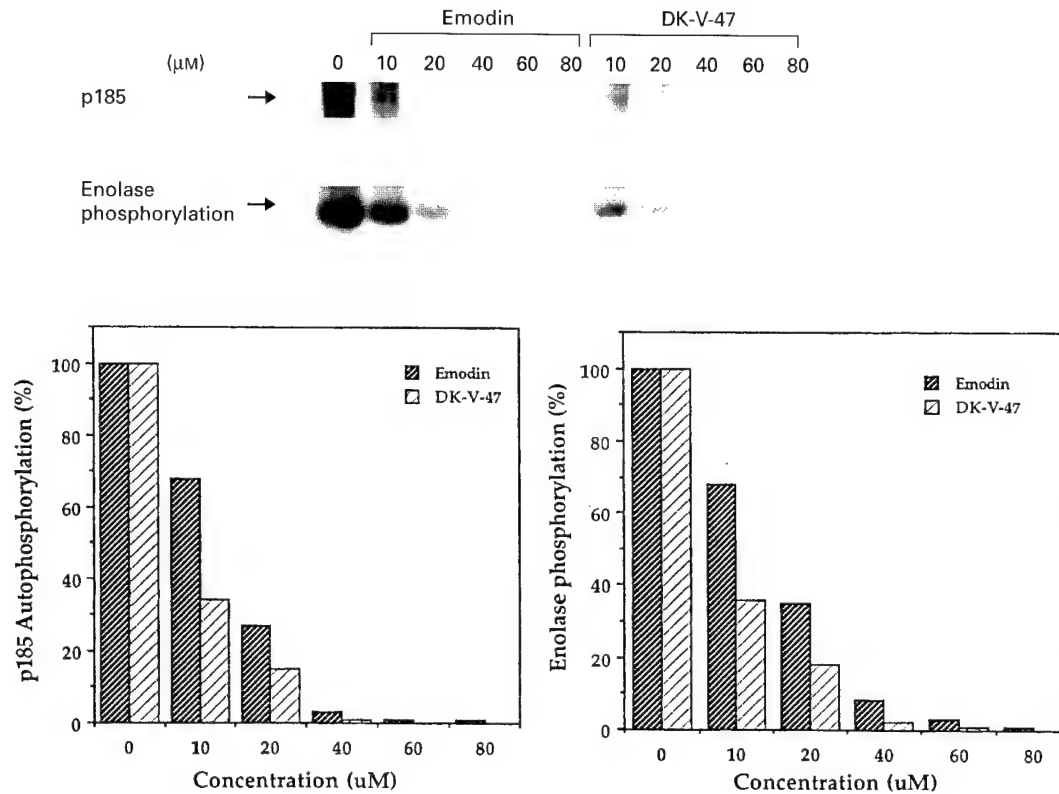 Emodin DK-V-47
(μM) 0 10 20 40 60 80 10 20 40 60 80
p185
Enolase
phosphorylation
p185 Autophosphorylation (%)
100
80
60
40
20
0
Emodin
DK-V-47
0 10 20 40 60 80
Concentration (uM)
Enolase phosphorylation (%)
100
80
60
40
20
0
Emodin
DK-V-47
0 10 20 40 60 80
Concentration (uM)